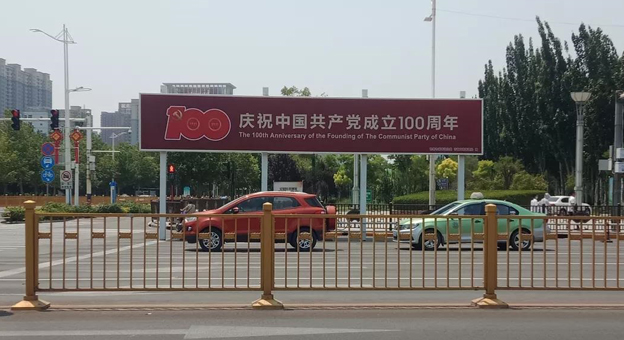 100
庆祝中国共产党成立100周年
The 100th Anniversary of the Founding of The Communist Party of China